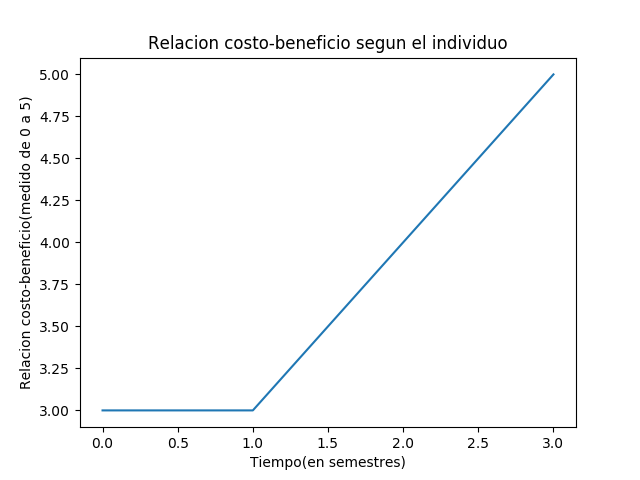 Relacion costo-beneficio segun el individuo
Relacion costo-beneficio(medido de 0 a 5)
5.00
4.75
4.50
4.25
4.00
3.75
3.50
3.25
3.00
0.0 0.5 1.0 1.5 2.0 2.5 3.0
Tiempo(en semestres)